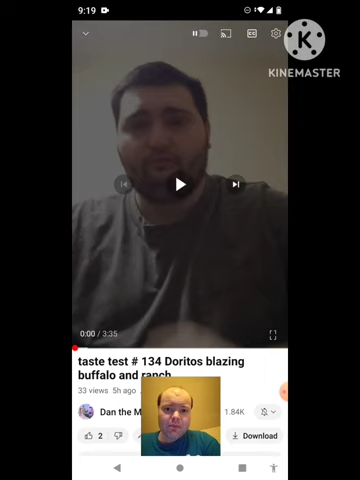 9:19
CC
K
KINEMASTER
0:00 / 3:35
taste test # 134 Doritos blazing
buffalo and ranch
33 views 5h ago
Dan the M
1.84K
2
Download